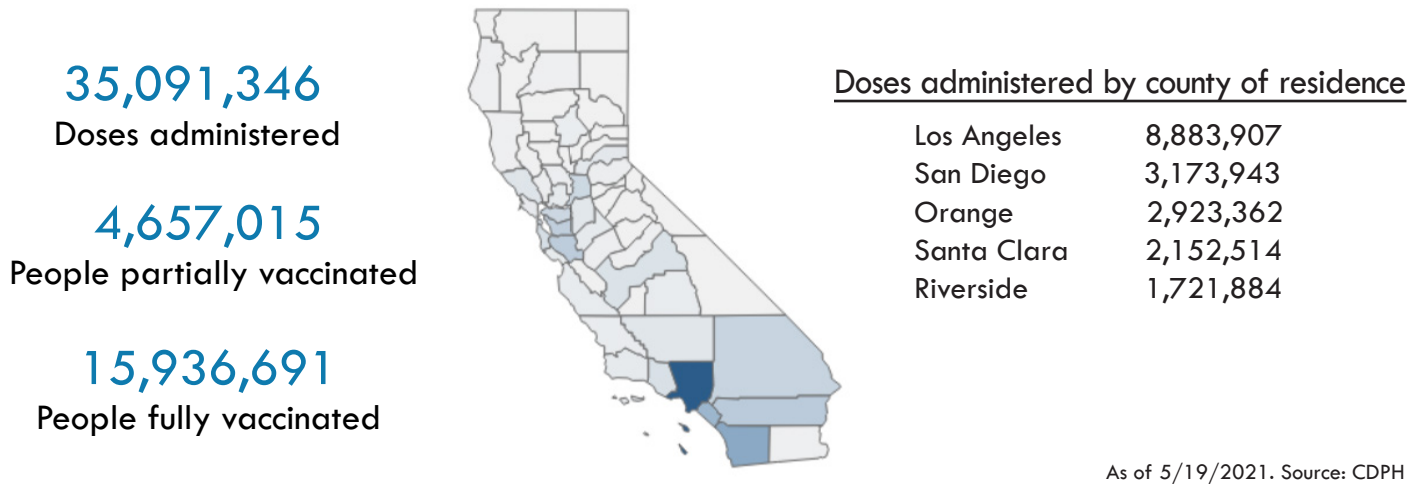 35,091,346
Doses administered
4,657,015
People partially vaccinated
15,936,691
People fully vaccinated
Doses administered by county of residence
Los Angeles 8,883,907
San Diego 3,173,943
Orange 2,923,362
Santa Clara 2,152,514
Riverside 1,721,884
As of 5/19/2021. Source: CDPH